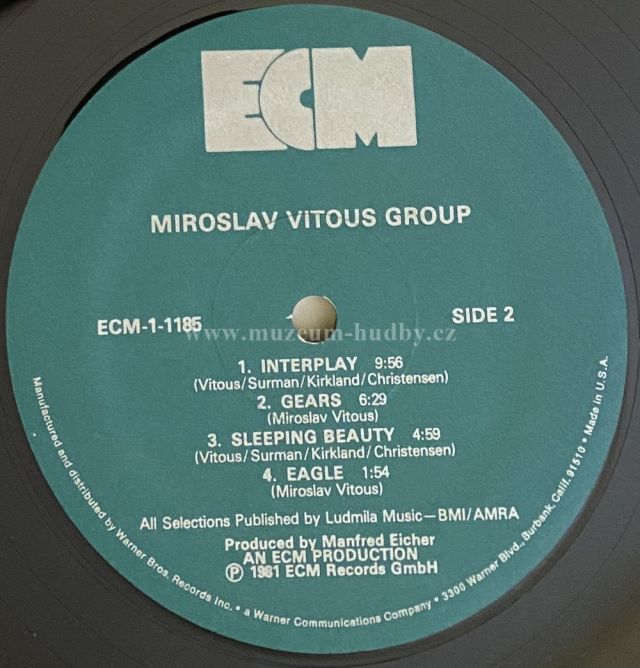 ECM
MIROSLAV VITOUS GROUP
ECM-1-1185
SIDE 2
www.muzeum-hudby.cz
1. INTERPLAY 9:56
(Vitous/Surman/Kirkland/Christensen)
2. GEARS 6:29
(Miroslav Vitous)
3. SLEEPING BEAUTY 4:59
(Vitous/Surman/Kirkland/Christensen)
4. EAGLE 1:54
(Miroslav Vitous)
All Selections Published by Ludmila Music—BMI/AMRA
Produced by Manfred Eicher
AN ECM PRODUCTION
℗ 1981 ECM Records GmbH
Manufactured and distributed by Warner Bros. Records Inc. • a Warner Communications Company • 3300 Warner Blvd., Burbank, Calif. 91510 • Made in U.S.A.